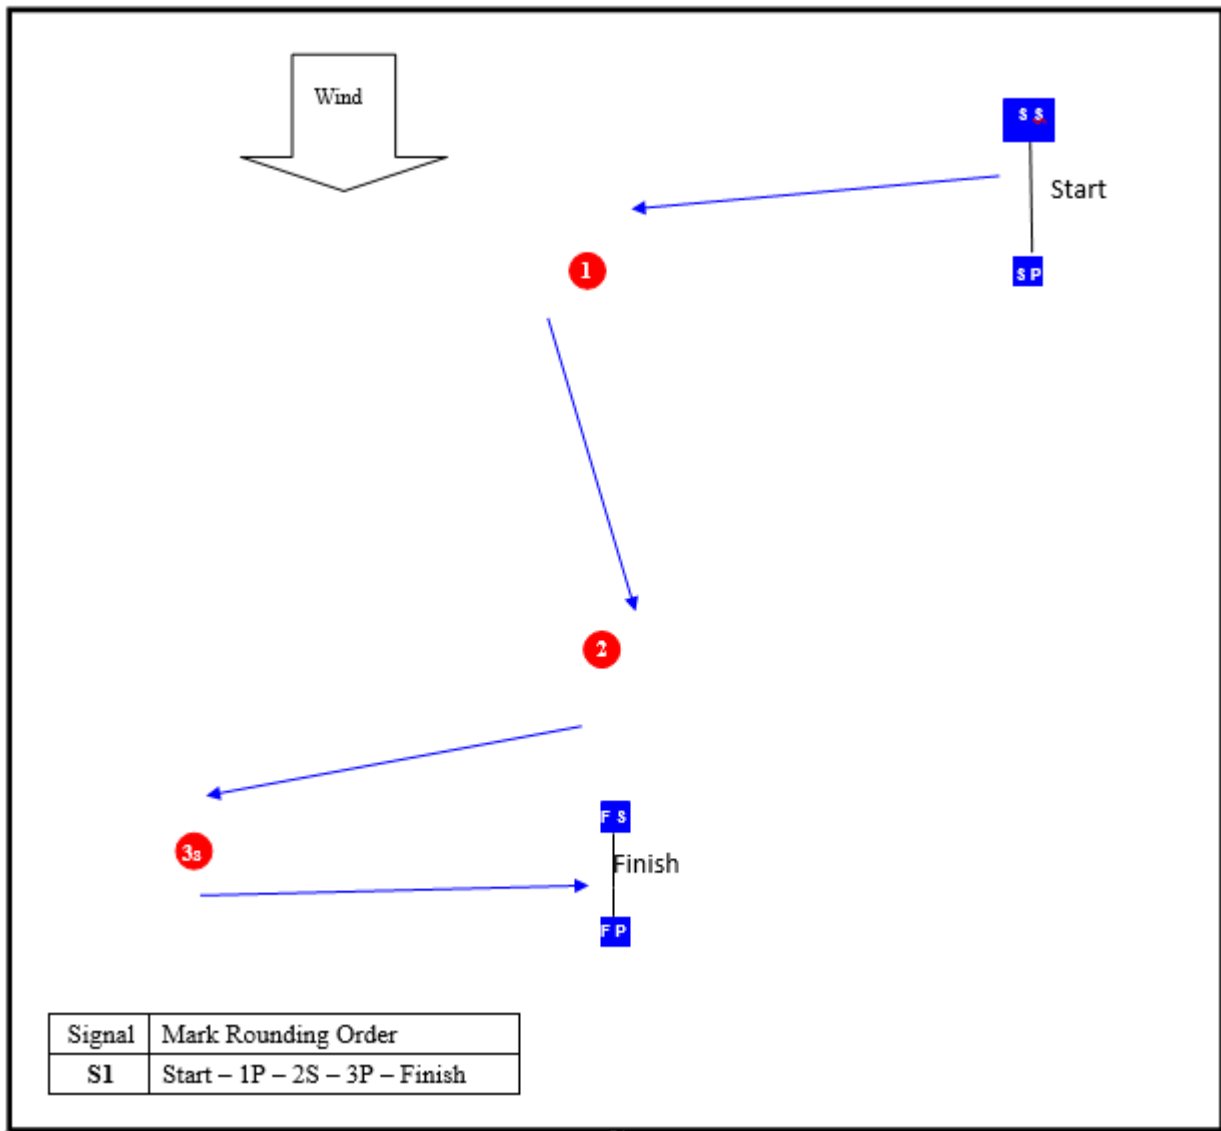 Wind
S S
Start
1
S P
2
F S
3s
Finish
F P
Signal Mark Rounding Order
S1 Start – 1P – 2S – 3P – Finish